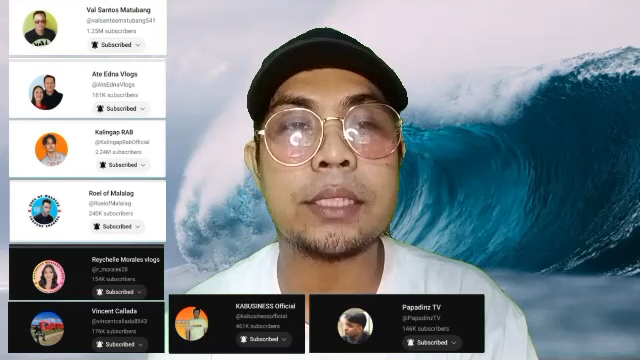 Val Santos Matubang
@valsantosmatubang541
1.25M subscribers
Subscribed
Ate Edna Vlogs
@AteEdnaVlogs
161K subscribers
Subscribed
Kalingap RAB
@KalingapRabOfficial
2.24M subscribers
Subscribed
Roel of Malalag
@RoelofMalalag
240K subscribers
Subscribed
Reychelle Morales vlogs
@r_morales28
154K subscribers
Subscribed
Vincent Callada
@vincentcallada8543
176K subscribers
Subscribed
KABUSINESS Official
@kabusinessofficial
461K subscribers
Subscribed
Papadinz TV
@PapadinzTV
146K subscribers
Subscribed